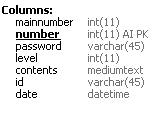 Columns:
mainnumber int(11)
number int(11) AI PK
password varchar(45)
level int(11)
contents mediumtext
id varchar(45)
date datetime